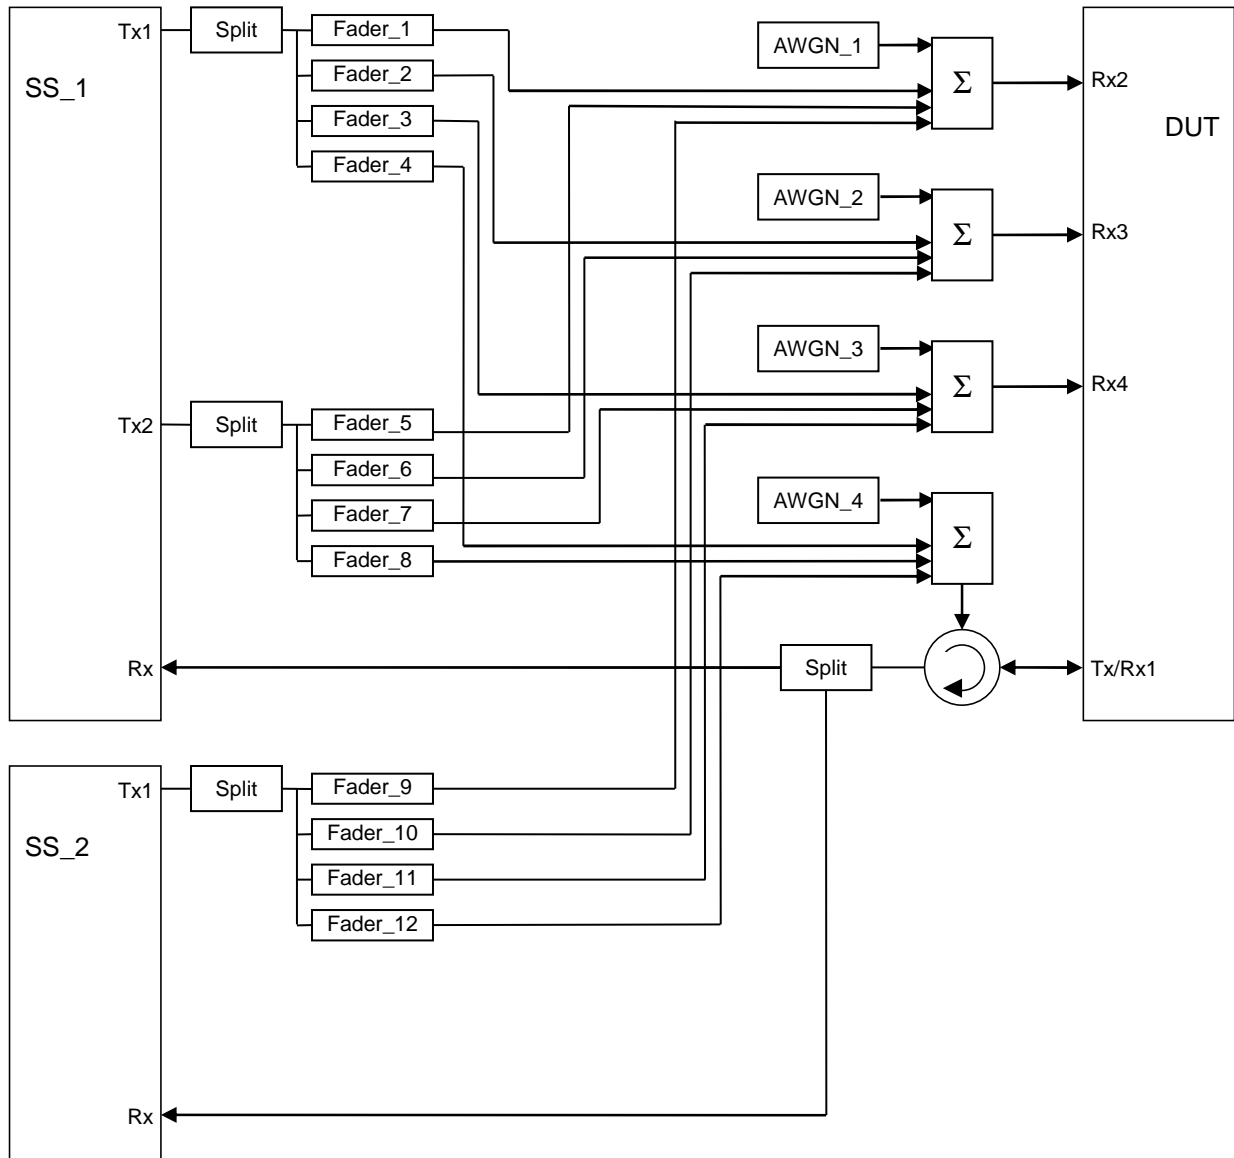 SS_1
Tx1
Split
Fader_1
Fader_2
Fader_3
Fader_4
AWGN_1
Σ
Rx2
DUT
AWGN_2
Σ
Rx3
AWGN_3
Σ
Rx4
Tx2
Split
Fader_5
Fader_6
Fader_7
Fader_8
AWGN_4
Σ
Rx
Split
Tx/Rx1
SS_2
Tx1
Split
Fader_9
Fader_10
Fader_11
Fader_12
Rx